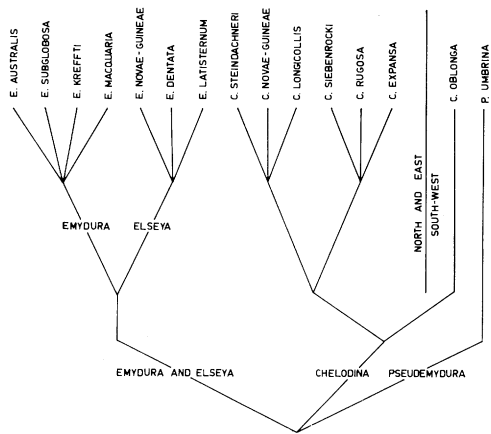 E. AUSTRALIS
E. SUBGLOBOSA
E. KREFFTI
E. MACQUARIA
E. NOVAE-GUINEAE
E. DENTATA
E. LATISTERNUM
C. STEINDACHNERI
C. NOVAE-GUINEAE
C. LONGICOLLIS
C. SIEBENROCKI
C. RUGOSA
C. EXPANSA
NORTH AND EAST
SOUTH-WEST
C. OBLONGA
P. UMBRINA
EMYDURA
ELSEYA
EMYDURA AND ELSEYA
CHELODINA
PSEUDEMYDURA